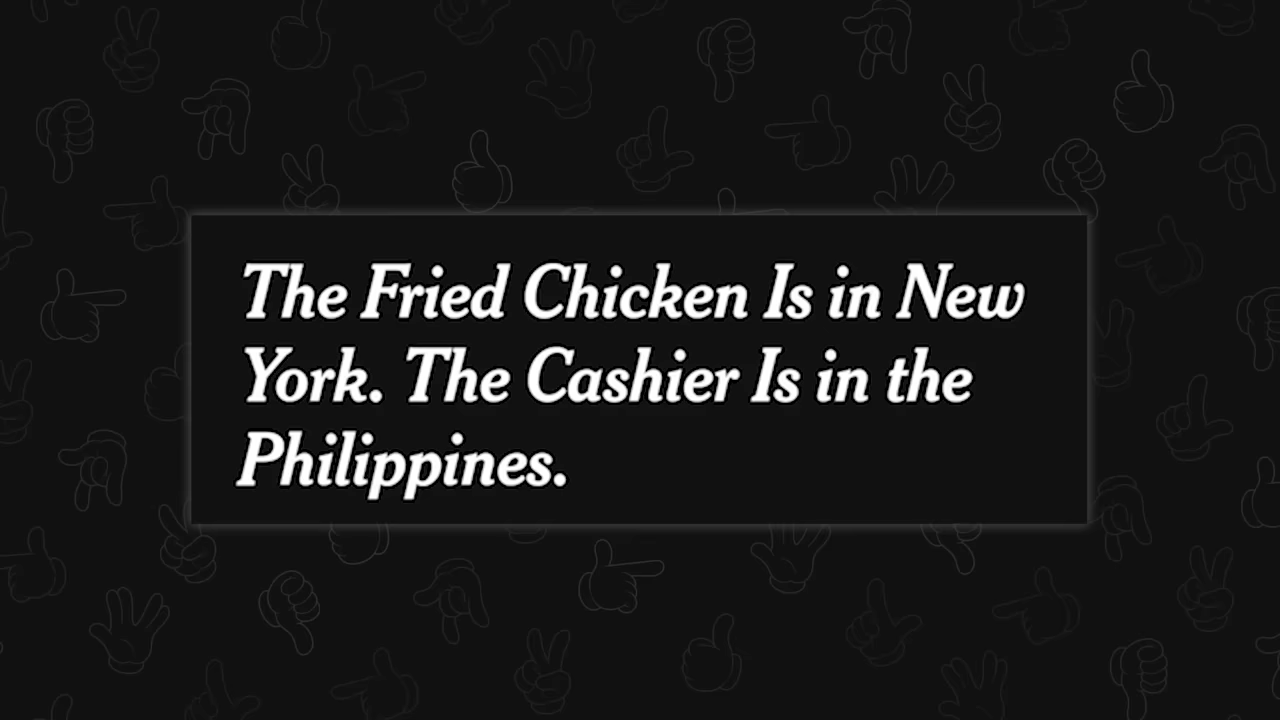 The Fried Chicken Is in New
York. The Cashier Is in the
Philippines.